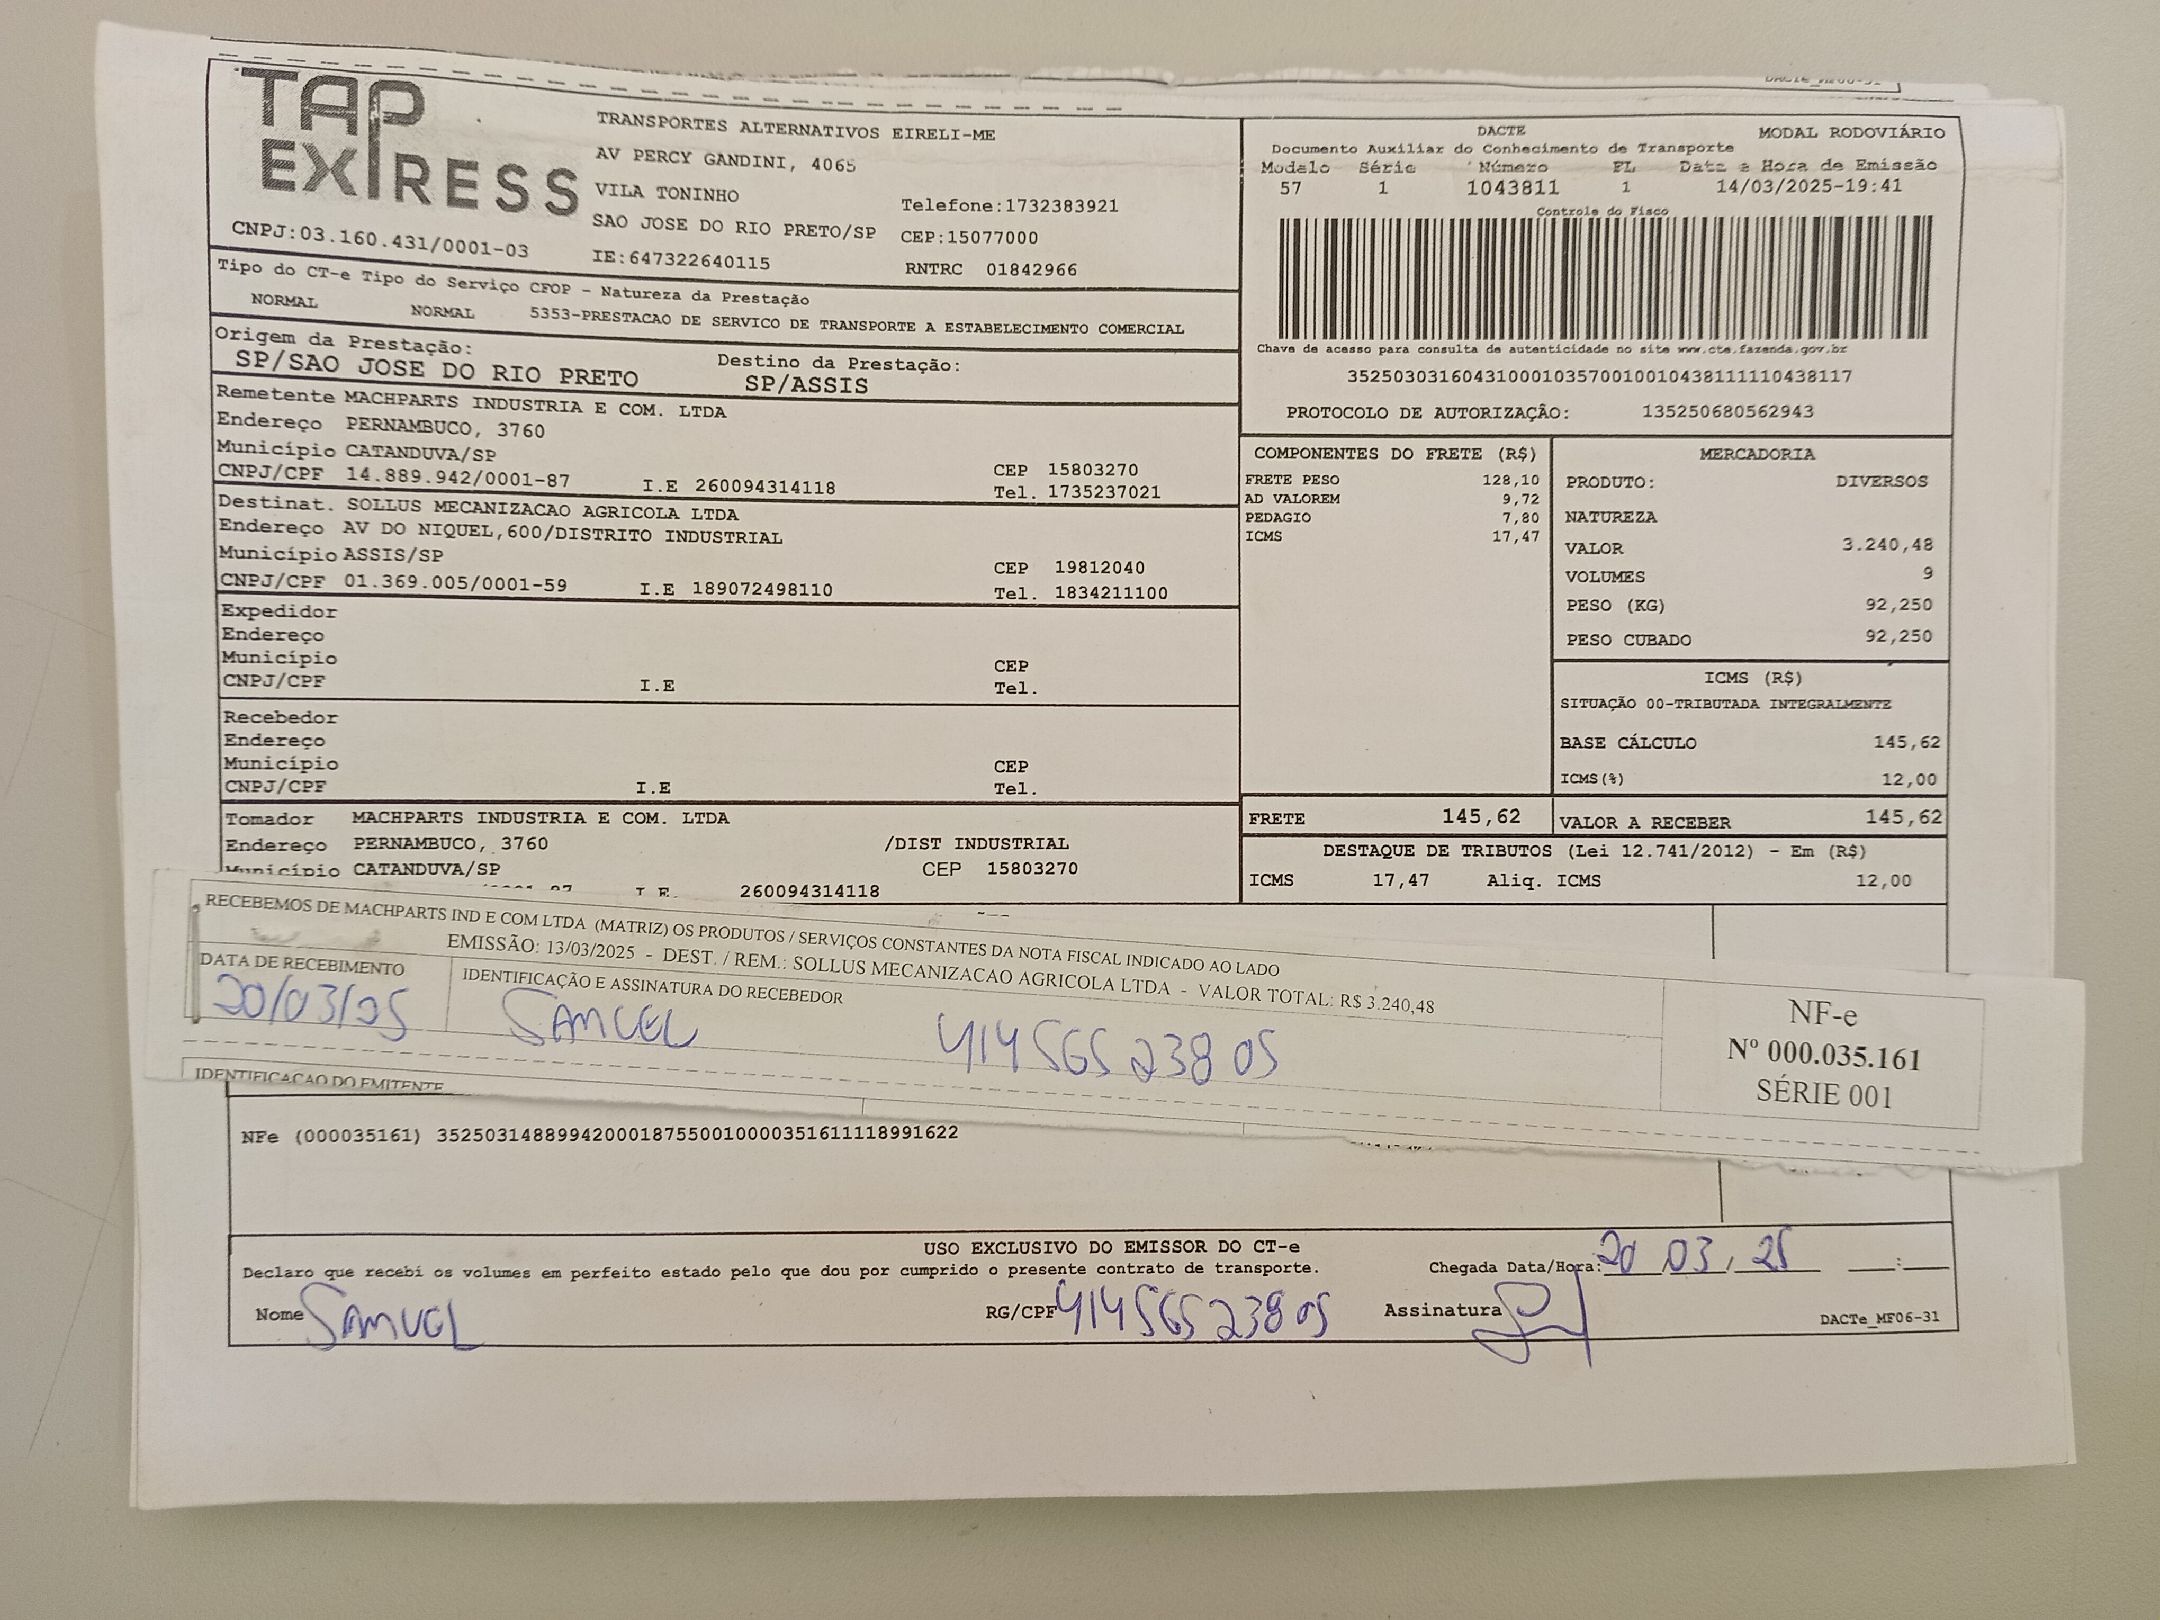 TAP EXPRESS
TRANSPORTES ALTERNATIVOS EIRELI-ME
AV PERCY GANDINI, 4065
VILA TONINHO
Telefone:1732383921
SAO JOSE DO RIO PRETO/SP CEP:15077000
CNPJ:03.160.431/0001-03
IE:647322640115 RNTRC 01842966
DACTE MODAL RODOVIÁRIO
Documento Auxiliar do Conhecimento de Transporte
Modalo Série Número FL Data e Hora de Emissão
57 1 1043811 1 14/03/2025-19:41
Controle do Fisco
Chave de acesso para consulta de autenticidade no site www.cte.fazenda.gov.br
35250303160431000103570010010438111110438117
PROTOCOLO DE AUTORIZAÇÃO: 135250680562943
Tipo do CT-e Tipo do Serviço CFOP - Natureza da Prestação
NORMAL NORMAL 5353-PRESTACAO DE SERVICO DE TRANSPORTE A ESTABELECIMENTO COMERCIAL
Origem da Prestação: Destino da Prestação:
SP/SAO JOSE DO RIO PRETO SP/ASSIS
Remetente MACHPARTS INDUSTRIA E COM. LTDA
Endereço PERNAMBUCO, 3760
Município CATANDUVA/SP CEP 15803270
CNPJ/CPF 14.889.942/0001-87 I.E 260094314118 Tel. 1735237021
Destinat. SOLLUS MECANIZACAO AGRICOLA LTDA
Endereço AV DO NIQUEL,600/DISTRITO INDUSTRIAL
Município ASSIS/SP CEP 19812040
CNPJ/CPF 01.369.005/0001-59 I.E 189072498110 Tel. 1834211100
Expedidor
Endereço
Município CEP
CNPJ/CPF I.E Tel.
Recebedor
Endereço
Município CEP
CNPJ/CPF I.E Tel.
Tomador MACHPARTS INDUSTRIA E COM. LTDA
Endereço PERNAMBUCO, 3760 /DIST INDUSTRIAL
Município CATANDUVA/SP CEP 15803270
I.E. 260094314118
COMPONENTES DO FRETE (R$)
FRETE PESO 128,10
AD VALOREM 9,72
PEDAGIO 7,80
ICMS 17,47
MERCADORIA
PRODUTO: DIVERSOS
NATUREZA
VALOR 3.240,48
VOLUMES 9
PESO (KG) 92,250
PESO CUBADO 92,250
ICMS (R$)
SITUAÇÃO 00-TRIBUTADA INTEGRALMENTE
BASE CÁLCULO 145,62
ICMS(%) 12,00
FRETE 145,62 VALOR A RECEBER 145,62
DESTAQUE DE TRIBUTOS (Lei 12.741/2012) - Em (R$)
ICMS 17,47 Aliq. ICMS 12,00
RECEBEMOS DE MACHPARTS IND E COM LTDA (MATRIZ) OS PRODUTOS / SERVIÇOS CONSTANTES DA NOTA FISCAL INDICADO AO LADO
EMISSÃO: 13/03/2025 - DEST. / REM.: SOLLUS MECANIZACAO AGRICOLA LTDA - VALOR TOTAL: R$ 3.240,48
DATA DE RECEBIMENTO IDENTIFICAÇÃO E ASSINATURA DO RECEBEDOR
20/03/25 SAMUEL 414 565 238 05
NF-e
Nº 000.035.161
SÉRIE 001
IDENTIFICAÇÃO DO EMITENTE
NFe (000035161) 35250314889942000187550010000351611118991622
USO EXCLUSIVO DO EMISSOR DO CT-e
Declaro que recebi os volumes em perfeito estado pelo que dou por cumprido o presente contrato de transporte. Chegada Data/Hora: 20 / 03 / 25 :
Nome SAMUEL RG/CPF 414 565 238 05 Assinatura
DACTe_MF06-31